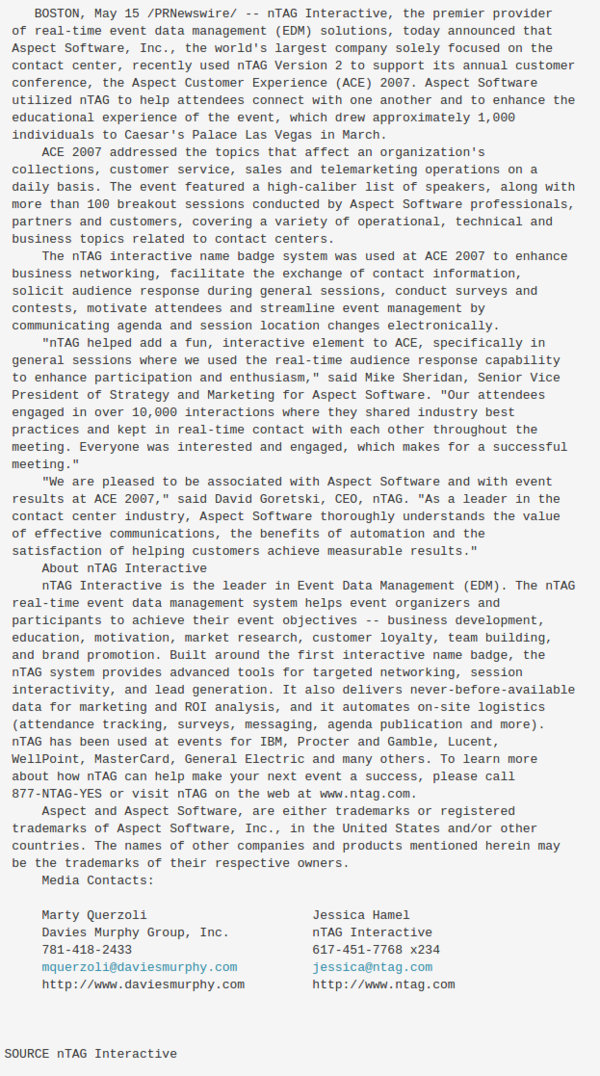 BOSTON, May 15 /PRNewswire/ -- nTAG Interactive, the premier provider
of real-time event data management (EDM) solutions, today announced that
Aspect Software, Inc., the world's largest company solely focused on the
contact center, recently used nTAG Version 2 to support its annual customer
conference, the Aspect Customer Experience (ACE) 2007. Aspect Software
utilized nTAG to help attendees connect with one another and to enhance the
educational experience of the event, which drew approximately 1,000
individuals to Caesar's Palace Las Vegas in March.
ACE 2007 addressed the topics that affect an organization's
collections, customer service, sales and telemarketing operations on a
daily basis. The event featured a high-caliber list of speakers, along with
more than 100 breakout sessions conducted by Aspect Software professionals,
partners and customers, covering a variety of operational, technical and
business topics related to contact centers.
The nTAG interactive name badge system was used at ACE 2007 to enhance
business networking, facilitate the exchange of contact information,
solicit audience response during general sessions, conduct surveys and
contests, motivate attendees and streamline event management by
communicating agenda and session location changes electronically.
"nTAG helped add a fun, interactive element to ACE, specifically in
general sessions where we used the real-time audience response capability
to enhance participation and enthusiasm," said Mike Sheridan, Senior Vice
President of Strategy and Marketing for Aspect Software. "Our attendees
engaged in over 10,000 interactions where they shared industry best
practices and kept in real-time contact with each other throughout the
meeting. Everyone was interested and engaged, which makes for a successful
meeting."
"We are pleased to be associated with Aspect Software and with event
results at ACE 2007," said David Goretski, CEO, nTAG. "As a leader in the
contact center industry, Aspect Software thoroughly understands the value
of effective communications, the benefits of automation and the
satisfaction of helping customers achieve measurable results."
About nTAG Interactive
nTAG Interactive is the leader in Event Data Management (EDM). The nTAG
real-time event data management system helps event organizers and
participants to achieve their event objectives -- business development,
education, motivation, market research, customer loyalty, team building,
and brand promotion. Built around the first interactive name badge, the
nTAG system provides advanced tools for targeted networking, session
interactivity, and lead generation. It also delivers never-before-available
data for marketing and ROI analysis, and it automates on-site logistics
(attendance tracking, surveys, messaging, agenda publication and more).
nTAG has been used at events for IBM, Procter and Gamble, Lucent,
WellPoint, MasterCard, General Electric and many others. To learn more
about how nTAG can help make your next event a success, please call
877-NTAG-YES or visit nTAG on the web at www.ntag.com.
Aspect and Aspect Software, are either trademarks or registered
trademarks of Aspect Software, Inc., in the United States and/or other
countries. The names of other companies and products mentioned herein may
be the trademarks of their respective owners.
Media Contacts:
Marty Querzoli Jessica Hamel
Davies Murphy Group, Inc. nTAG Interactive
781-418-2433 617-451-7768 x234
mquerzoli@daviesmurphy.com jessica@ntag.com
http://www.daviesmurphy.com http://www.ntag.com
SOURCE nTAG Interactive